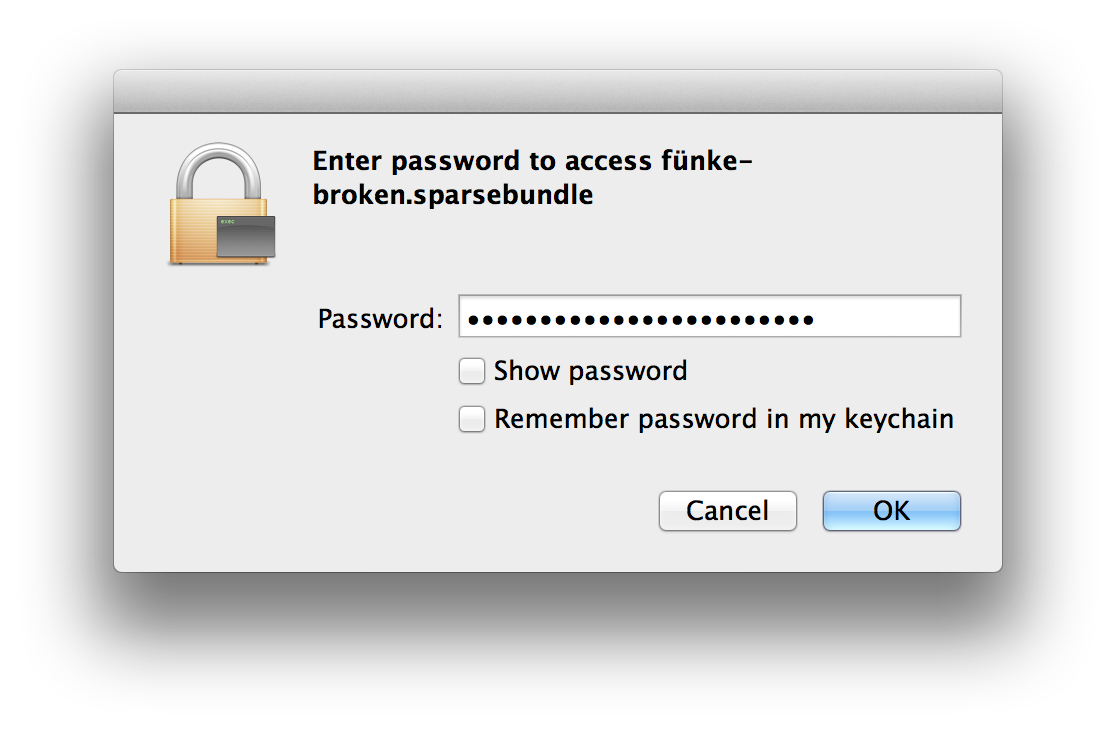 Enter password to access fünke-
broken.sparsebundle
exec
Password: ••••••••••••••••••••••••
Show password
Remember password in my keychain
Cancel OK